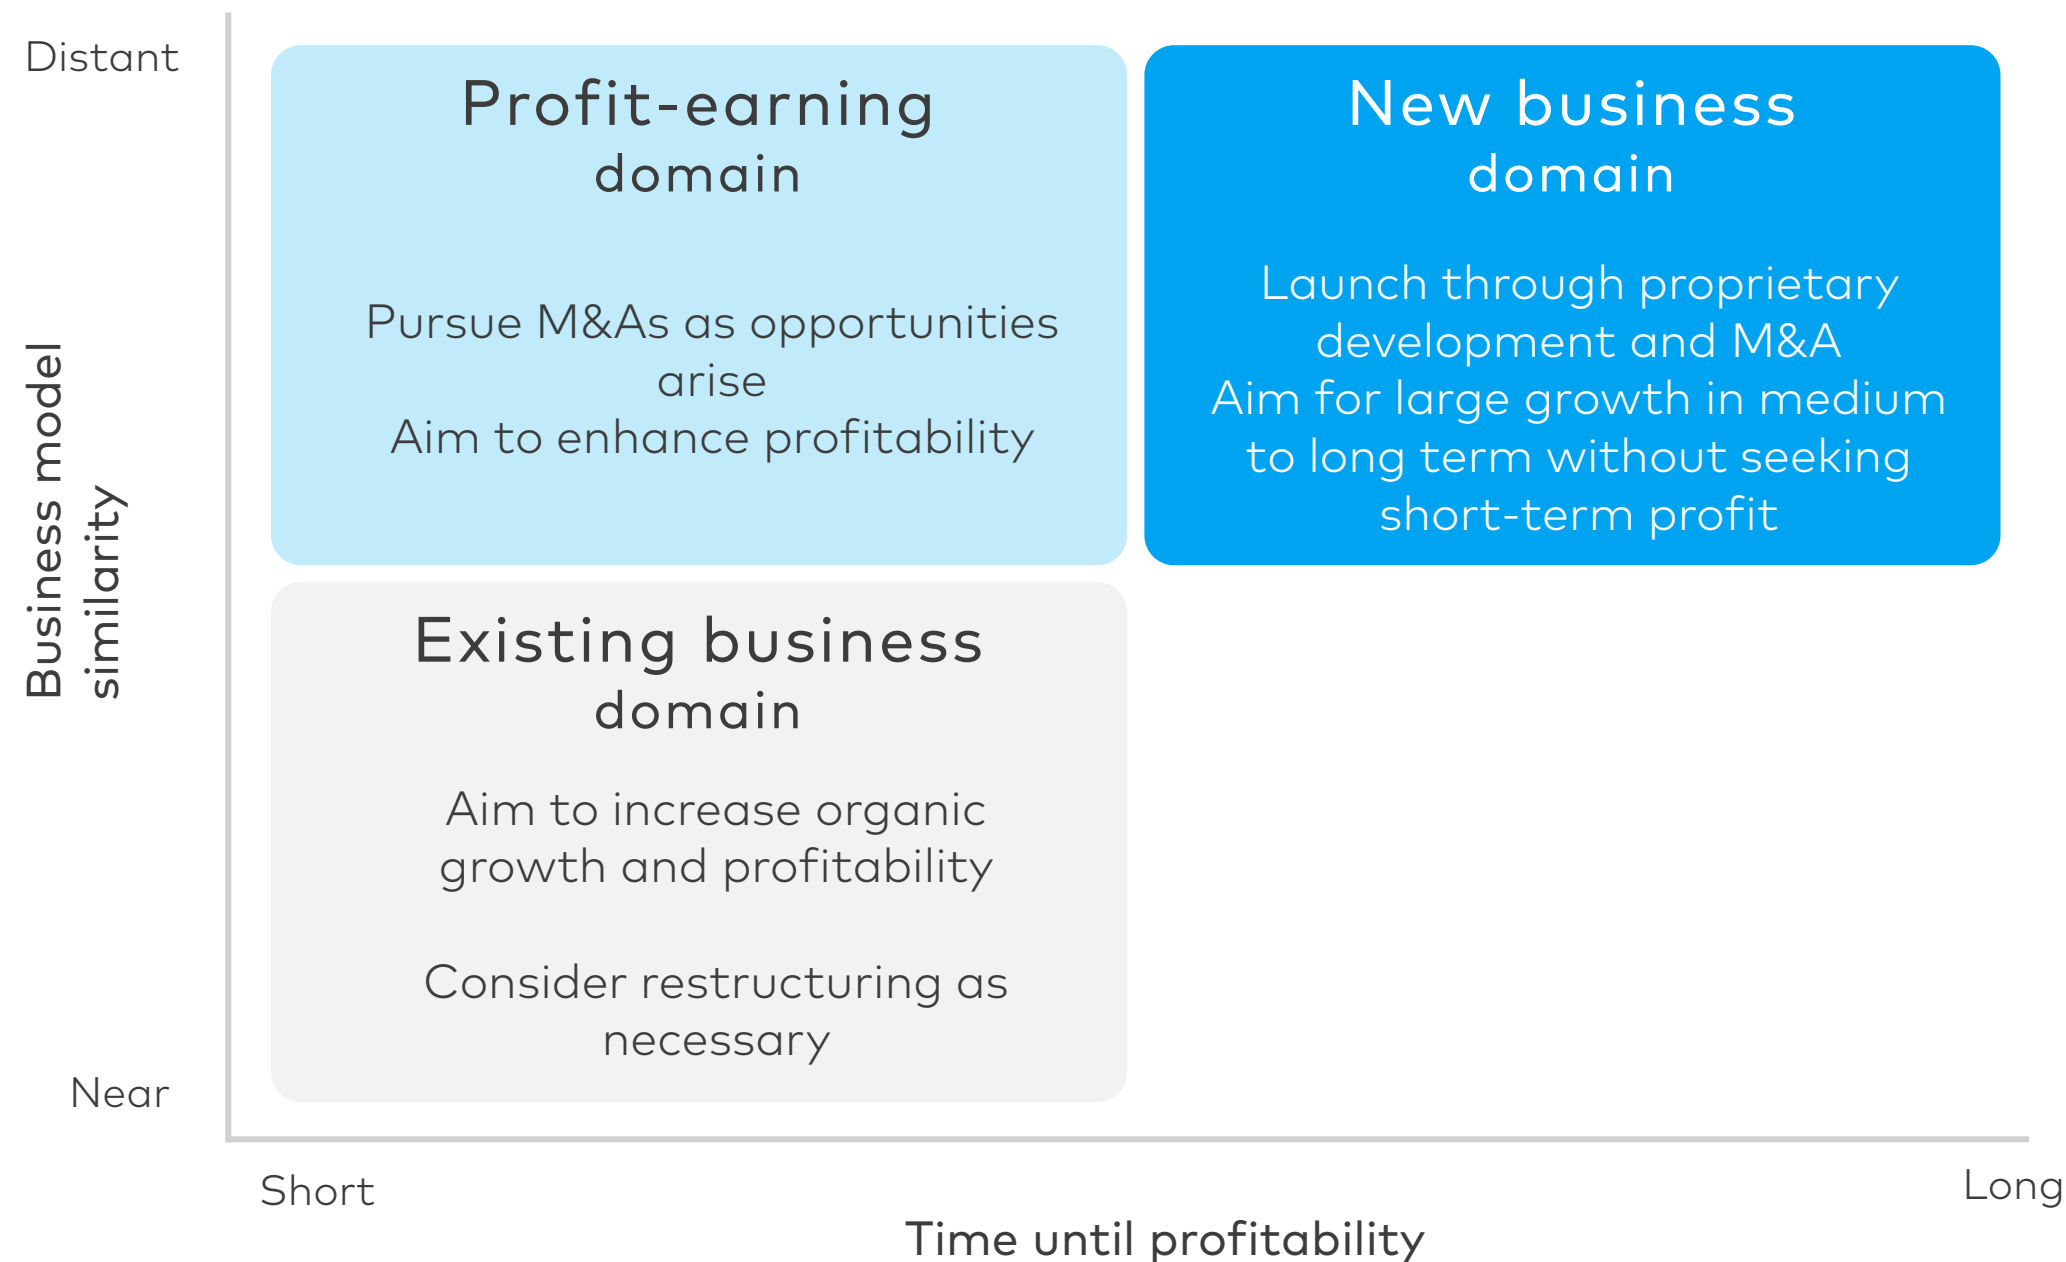 Distant
Business model
similarity
Near
Profit-earning
domain
Pursue M&As as opportunities
arise
Aim to enhance profitability
New business
domain
Launch through proprietary
development and M&A
Aim for large growth in medium
to long term without seeking
short-term profit
Existing business
domain
Aim to increase organic
growth and profitability
Consider restructuring as
necessary
Short
Long
Time until profitability